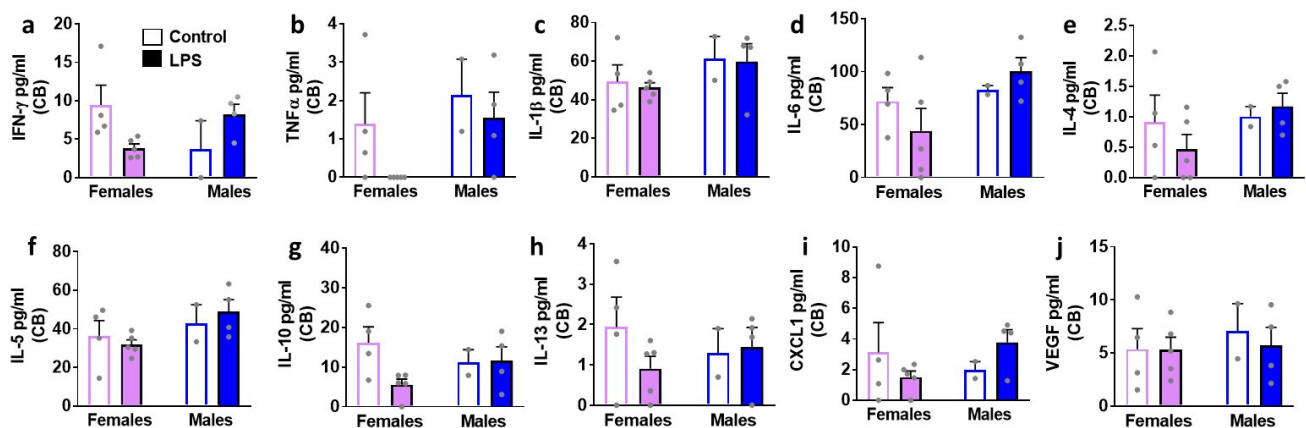 a
IFN-γ pg/ml
(CB)
20
15
10
5
0
Control
LPS
Females
Males
b
TNFα pg/ml
(CB)
4
3
2
1
0
Females
Males
c
IL-1β pg/ml
(CB)
80
60
40
20
0
Females
Males
d
IL-6 pg/ml
(CB)
150
100
50
0
Females
Males
e
IL-4 pg/ml
(CB)
2.5
2.0
1.5
1.0
0.5
0.0
Females
Males
f
IL-5 pg/ml
(CB)
80
60
40
20
0
Females
Males
g
IL-10 pg/ml
(CB)
40
30
20
10
0
Females
Males
h
IL-13 pg/ml
(CB)
4
3
2
1
0
Females
Males
i
CXCL1 pg/ml
(CB)
10
8
6
4
2
0
Females
Males
j
VEGF pg/ml
(CB)
15
10
5
0
Females
Males